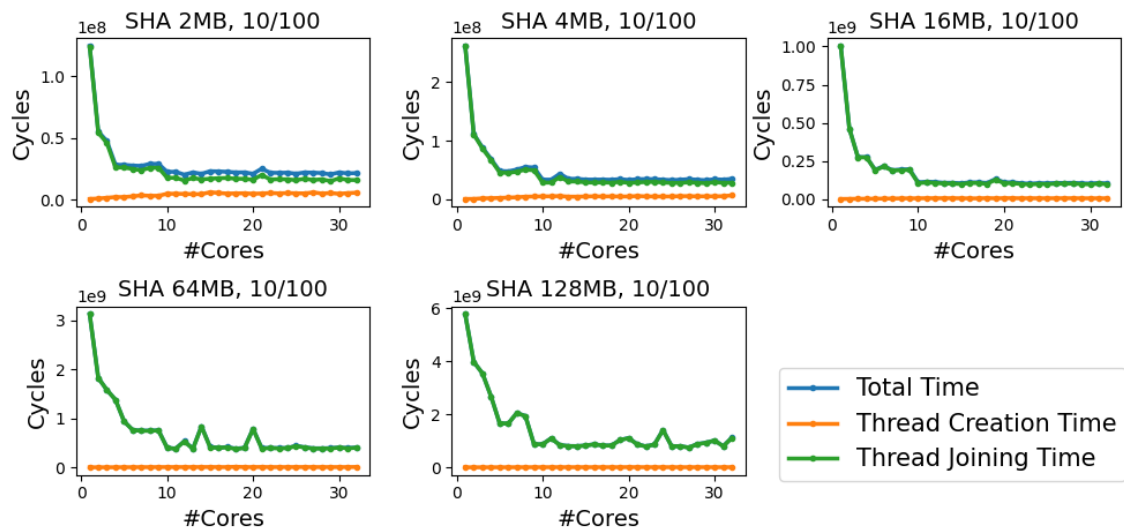 SHA 2MB, 10/100
1e8
Cycles
1.0
0.5
0.0
0 10 20 30
#Cores
SHA 4MB, 10/100
1e8
Cycles
2
1
0
0 10 20 30
#Cores
SHA 16MB, 10/100
1e9
Cycles
1.00
0.75
0.50
0.25
0.00
0 10 20 30
#Cores
SHA 64MB, 10/100
1e9
Cycles
3
2
1
0
0 10 20 30
#Cores
SHA 128MB, 10/100
1e9
Cycles
6
4
2
0
0 10 20 30
#Cores
Total Time
Thread Creation Time
Thread Joining Time